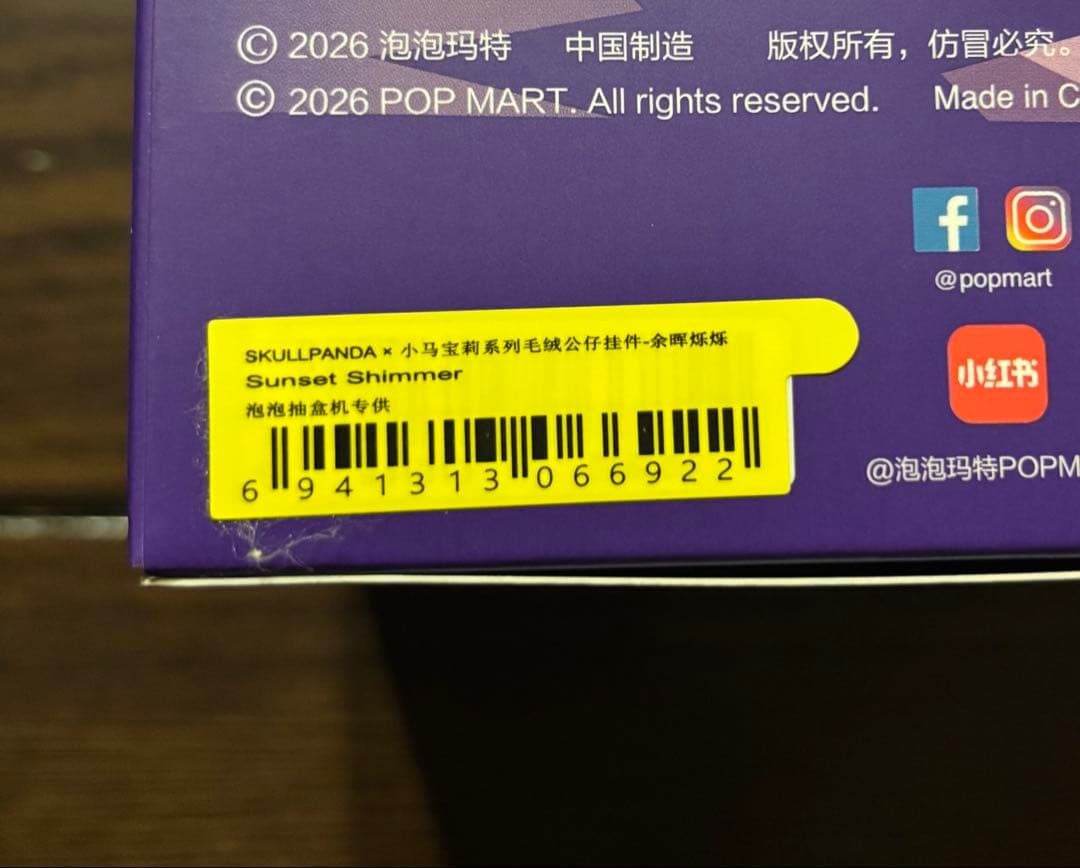 © 2026 泡泡玛特 中国制造 版权所有，仿冒必究。
© 2026 POP MART. All rights reserved. Made in C
f
@popmart
小红书
@泡泡玛特POPM
SKULLPANDA × 小马宝莉系列毛绒公仔挂件-余晖烁烁
Sunset Shimmer
泡泡抽盒机专供
6 941313 066922